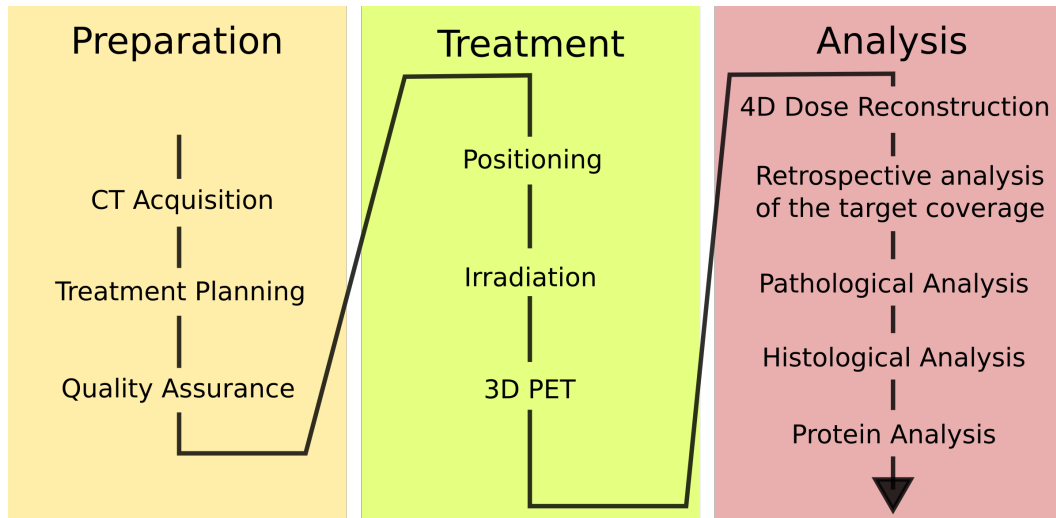 Preparation
CT Acquisition
Treatment Planning
Quality Assurance
Treatment
Positioning
Irradiation
3D PET
Analysis
4D Dose Reconstruction
Retrospective analysis
of the target coverage
Pathological Analysis
Histological Analysis
Protein Analysis